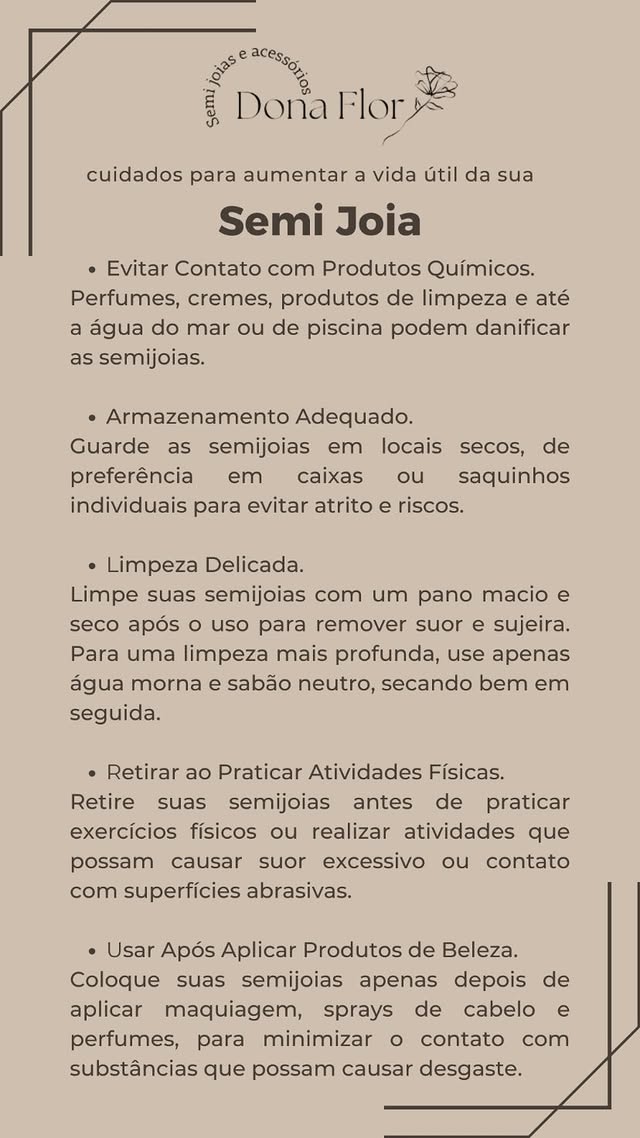 Semi joias e acessórios
Dona Flor
cuidados para aumentar a vida útil da sua
Semi Joia
• Evitar Contato com Produtos Químicos.
Perfumes, cremes, produtos de limpeza e até
a água do mar ou de piscina podem danificar
as semijoias.
• Armazenamento Adequado.
Guarde as semijoias em locais secos, de
preferência em caixas ou saquinhos
individuais para evitar atrito e riscos.
• Limpeza Delicada.
Limpe suas semijoias com um pano macio e
seco após o uso para remover suor e sujeira.
Para uma limpeza mais profunda, use apenas
água morna e sabão neutro, secando bem em
seguida.
• Retirar ao Praticar Atividades Físicas.
Retire suas semijoias antes de praticar
exercícios físicos ou realizar atividades que
possam causar suor excessivo ou contato
com superfícies abrasivas.
• Usar Após Aplicar Produtos de Beleza.
Coloque suas semijoias apenas depois de
aplicar maquiagem, sprays de cabelo e
perfumes, para minimizar o contato com
substâncias que possam causar desgaste.